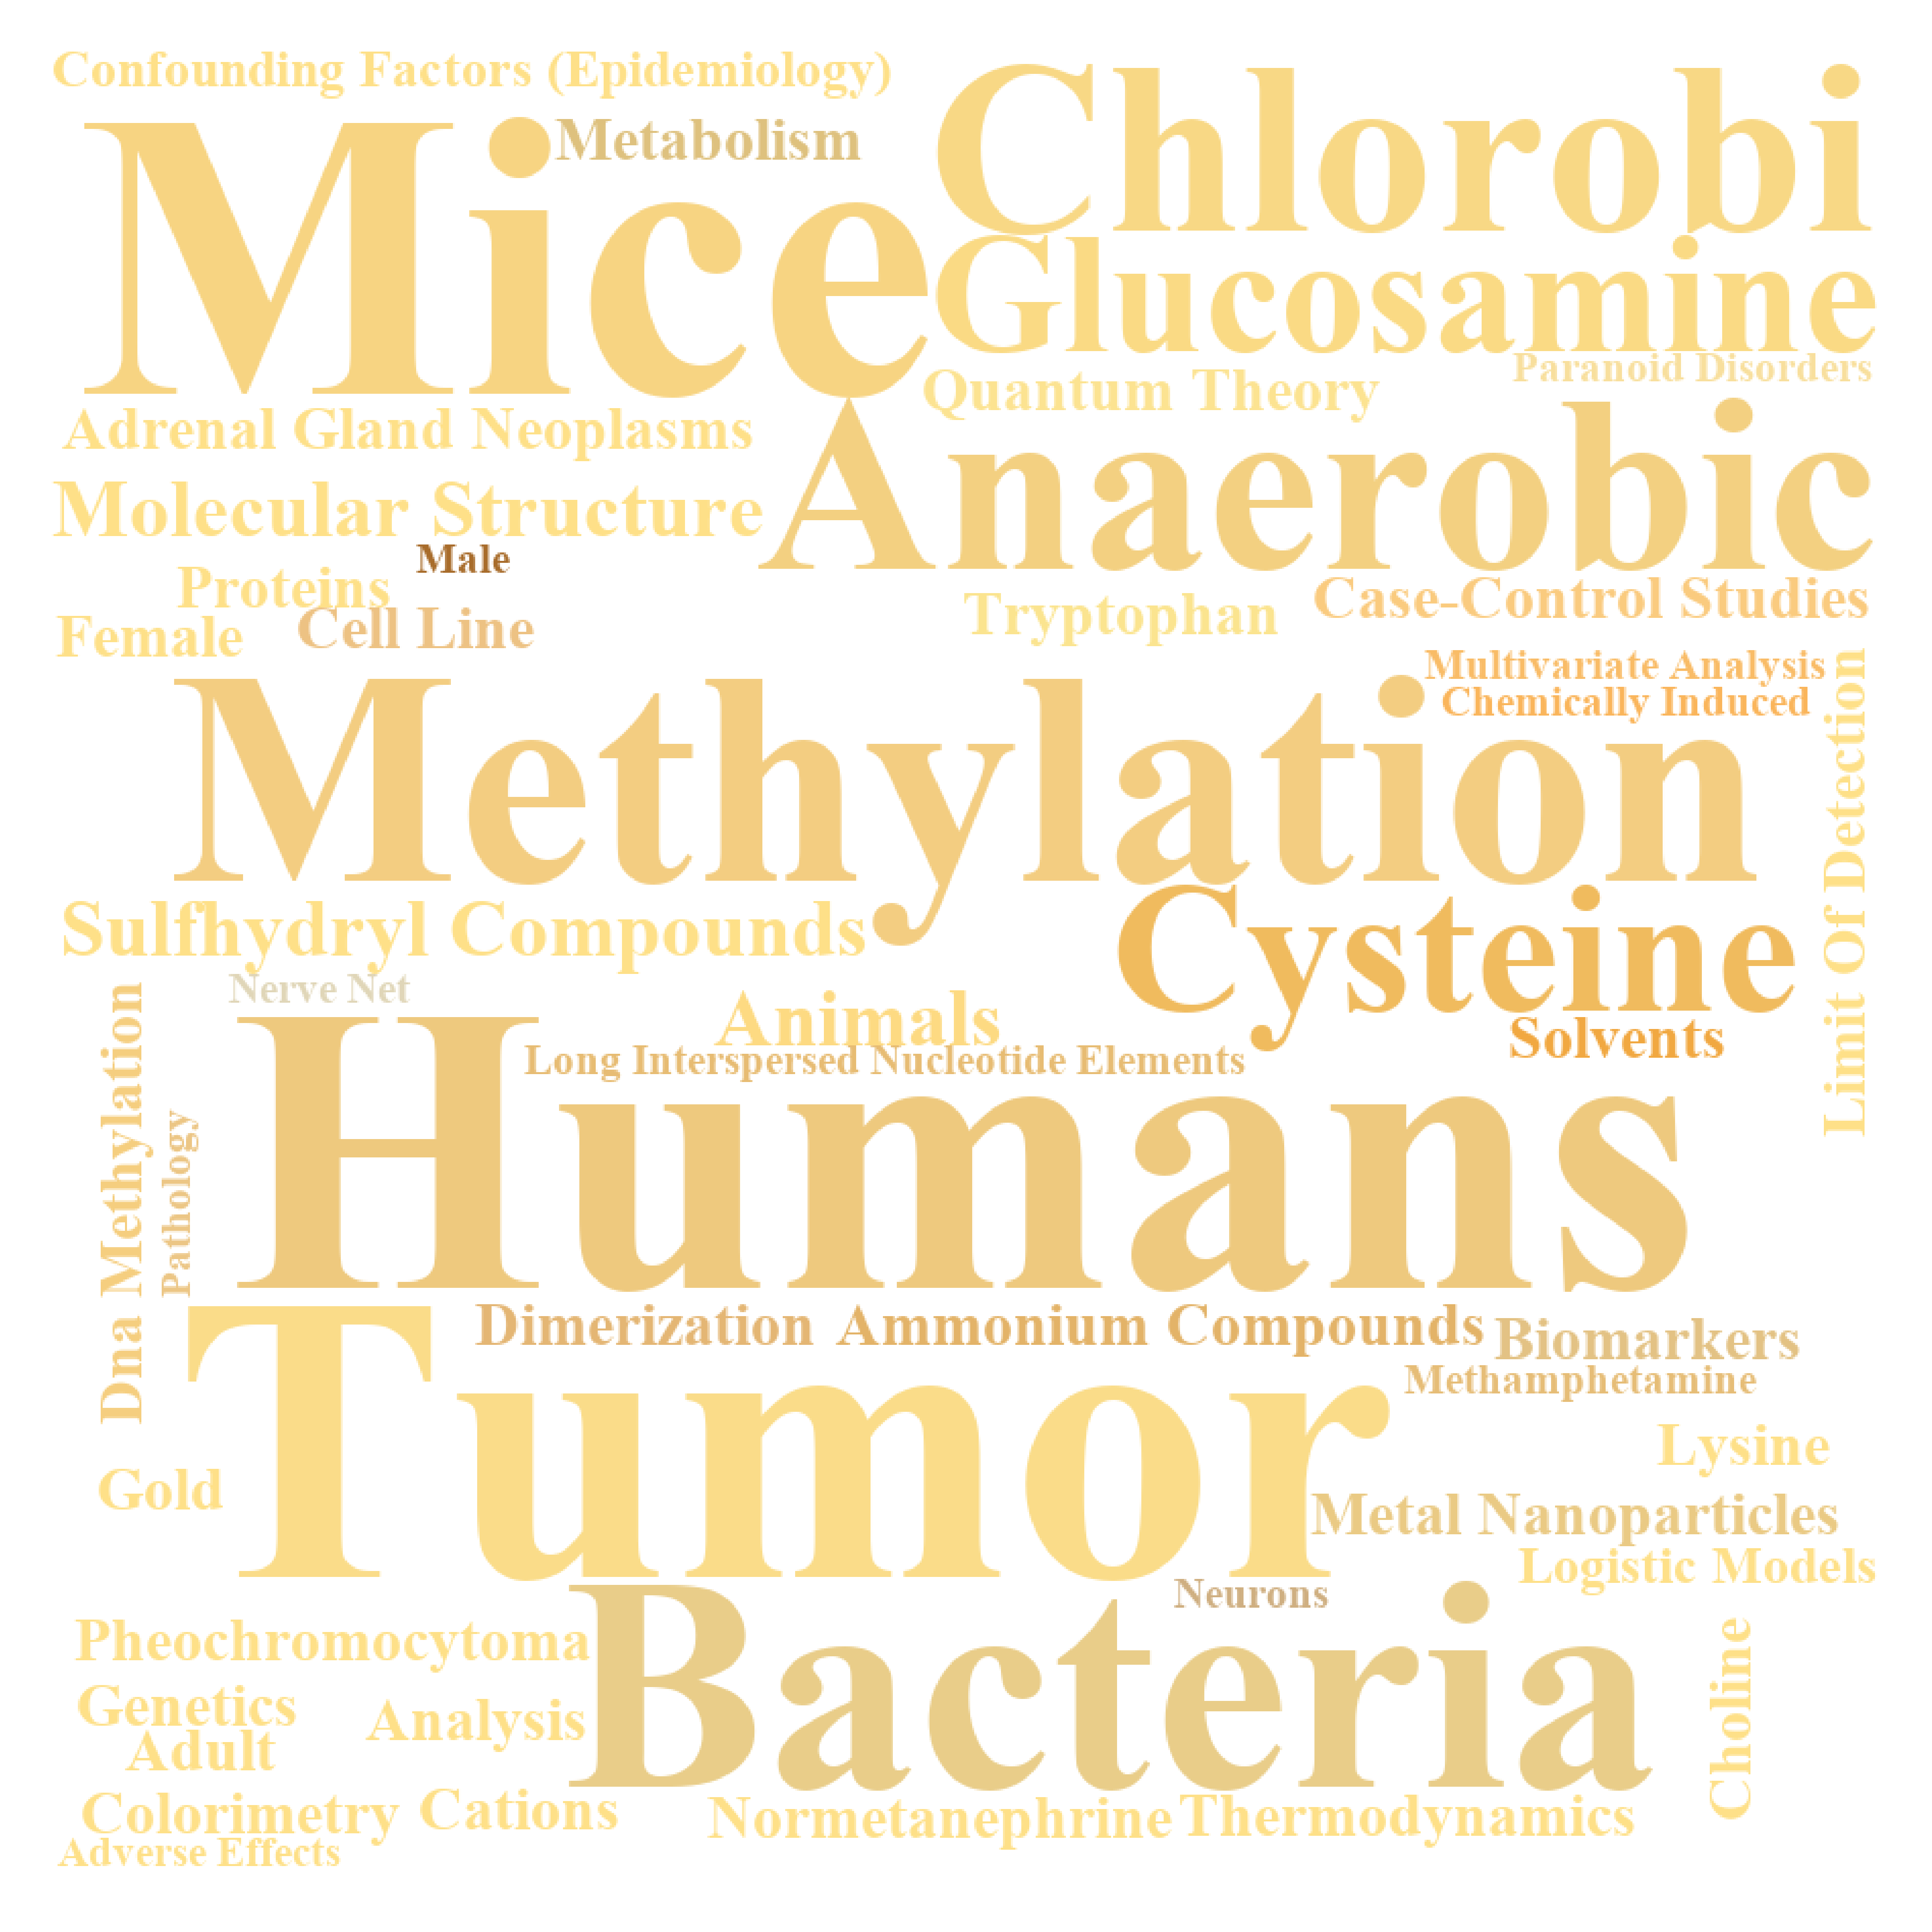 Confounding Factors (Epidemiology)
Chlorobi
Mice
Metabolism
Glucosamine
Paranoid Disorders
Quantum Theory
Adrenal Gland Neoplasms
Anaerobic
Molecular Structure
Male
Proteins
Case-Control Studies
Tryptophan
Female
Cell Line
Multivariate Analysis
Chemically Induced
Limit Of Detection
Methylation
Sulfhydryl Compounds
Cysteine
Nerve Net
Animals
Solvents
Long Interspersed Nucleotide Elements
Dna Methylation
Pathology
Humans
Dimerization
Ammonium Compounds
Biomarkers
Methamphetamine
Tumor
Lysine
Gold
Metal Nanoparticles
Logistic Models
Neurons
Pheochromocytoma
Bacteria
Choline
Genetics
Analysis
Adult
Colorimetry
Cations
Normetanephrine
Thermodynamics
Adverse Effects